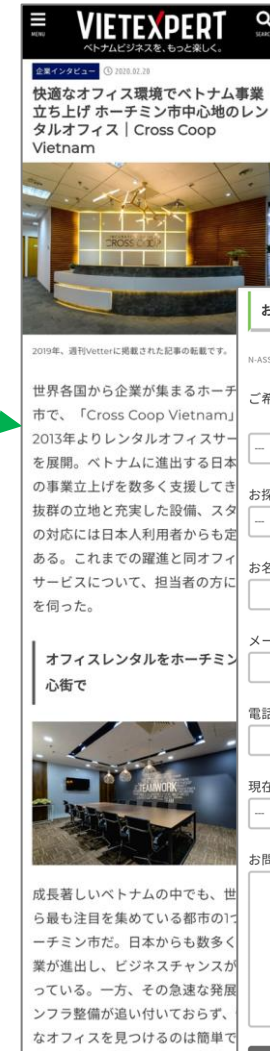 MENU
VIETEXPERT
ベトナムビジネスを、もっと楽しく。
企業インタビュー
2020.02.20
快適なオフィス環境でベトナム事業
立ち上げ ホーチミン市中心地のレン
タルオフィス｜Cross Coop
Vietnam
CROSS COOP
2019年、週刊Vetterに掲載された記事の転載です。
世界各国から企業が集まるホーチ
市で、「Cross Coop Vietnam」
2013年よりレンタルオフィスサー
を展開。ベトナムに進出する日本
の事業立上げを数多く支援してき
抜群の立地と充実した設備、スタ
の対応には日本人利用者からも定
ある。これまでの躍進と同オフィ
サービスについて、担当者の方に
を伺った。
オフィスレンタルをホーチミン
心街で
TEAMWORK
成長著しいベトナムの中でも、世
ら最も注目を集めている都市の1つ
ーチミン市だ。日本からも数多く
業が進出し、ビジネスチャンスが
っている。一方、その急速な発展
ンフラ整備が追い付いておらず、
なオフィスを見つけるのは簡単で
お
N-ASS
ご希
---
お探
---
お名
メー
電話
現在
---
お問